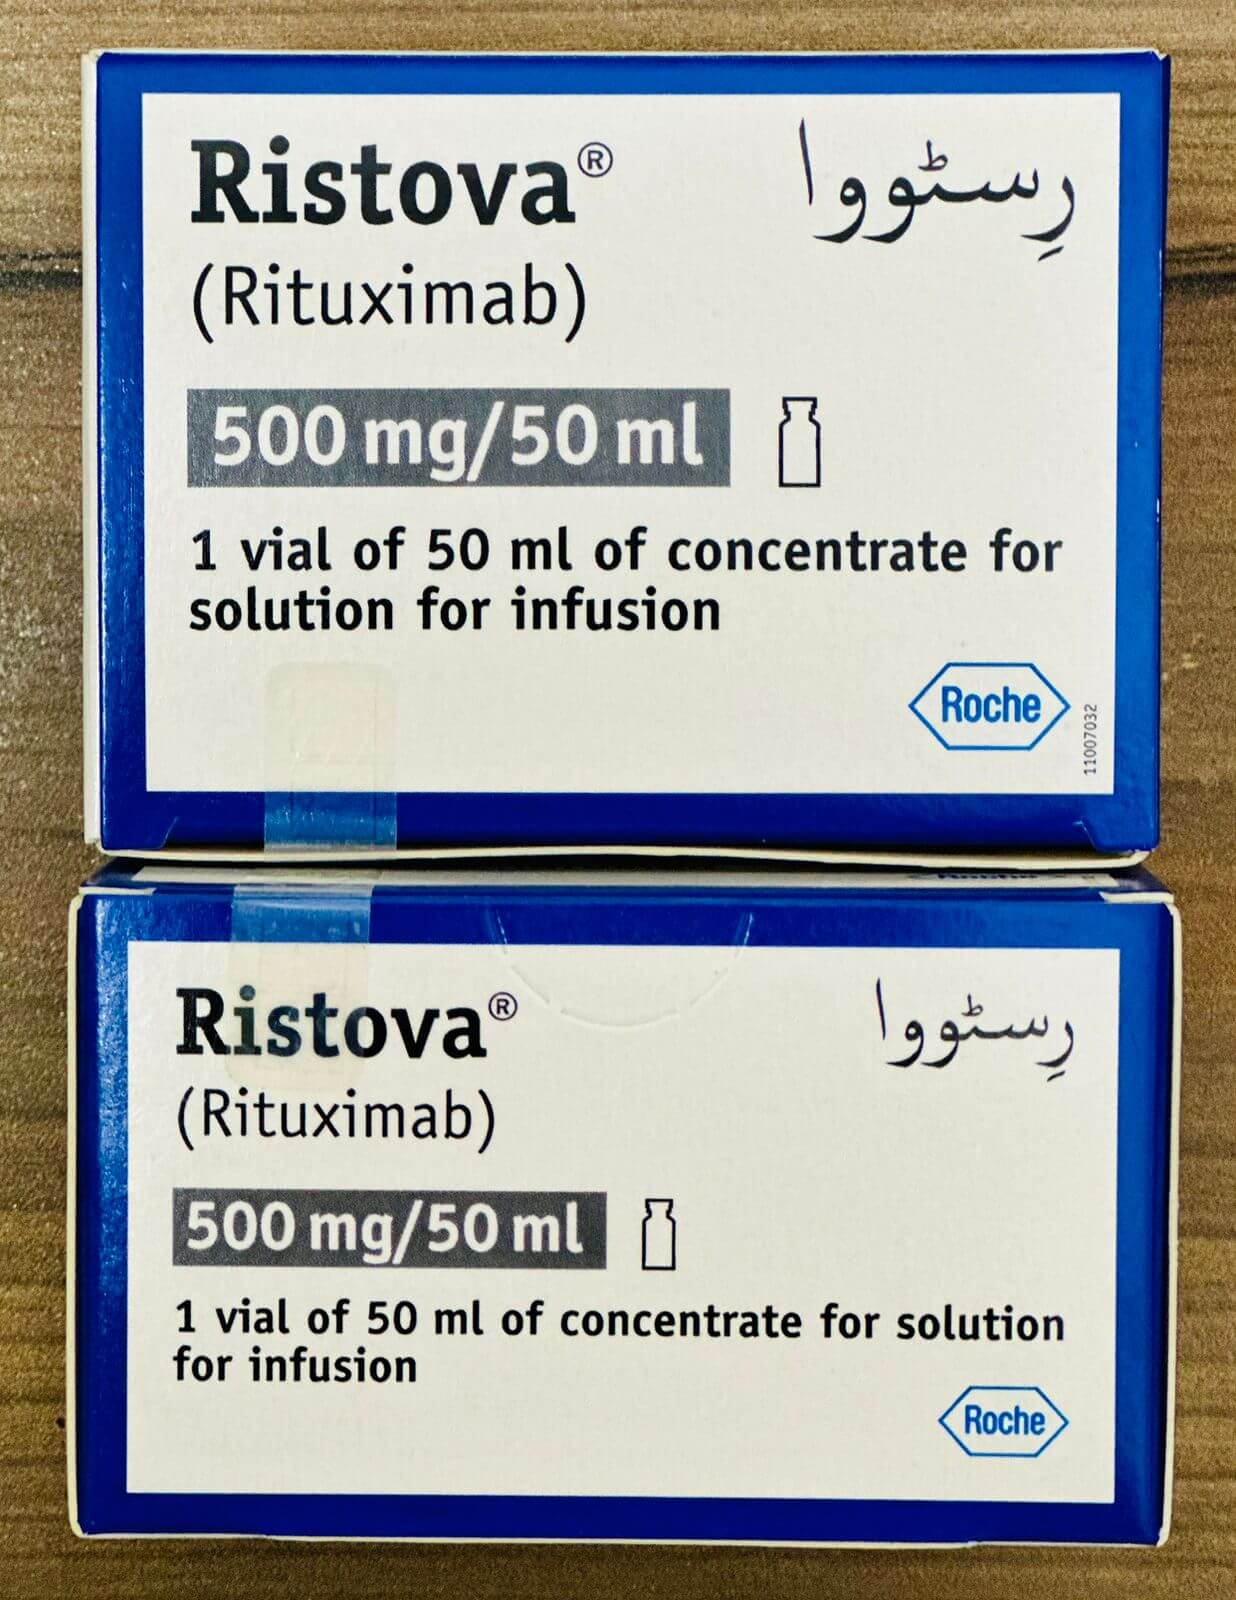 Ristova®
رِسٹووا
(Rituximab)
500 mg/50 ml
1 vial of 50 ml of concentrate for
solution for infusion
Roche
11007032
Ristova®
رِسٹووا
(Rituximab)
500 mg/50 ml
1 vial of 50 ml of concentrate for solution
for infusion
Roche